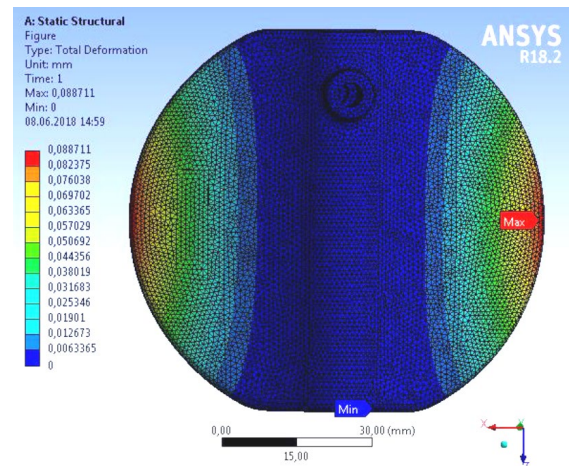 A: Static Structural
Figure
Type: Total Deformation
Unit: mm
Time: 1
Max: 0,088711
Min: 0
08.06.2018 14:59
ANSYS
R18.2
0,088711
0,082375
0,076038
0,069702
0,063365
0,057029
0,050692
0,044356
0,038019
0,031683
0,025346
0,01901
0,012673
0,0063365
0
Max
Min
0,00
30,00 (mm)
15,00
X
Y
Z